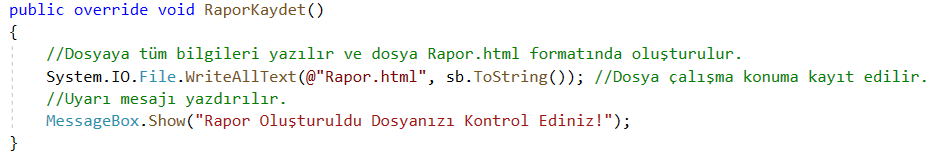 public override void RaporKaydet()
{
//Dosyaya tüm bilgileri yazılır ve dosya Rapor.html formatında oluşturulur.
System.IO.File.WriteAllText(@"Rapor.html", sb.ToString()); //Dosya çalışma konuma kayıt edilir.
//Uyarı mesajı yazdırılır.
MessageBox.Show("Rapor Oluşturuldu Dosyanızı Kontrol Ediniz!");
}